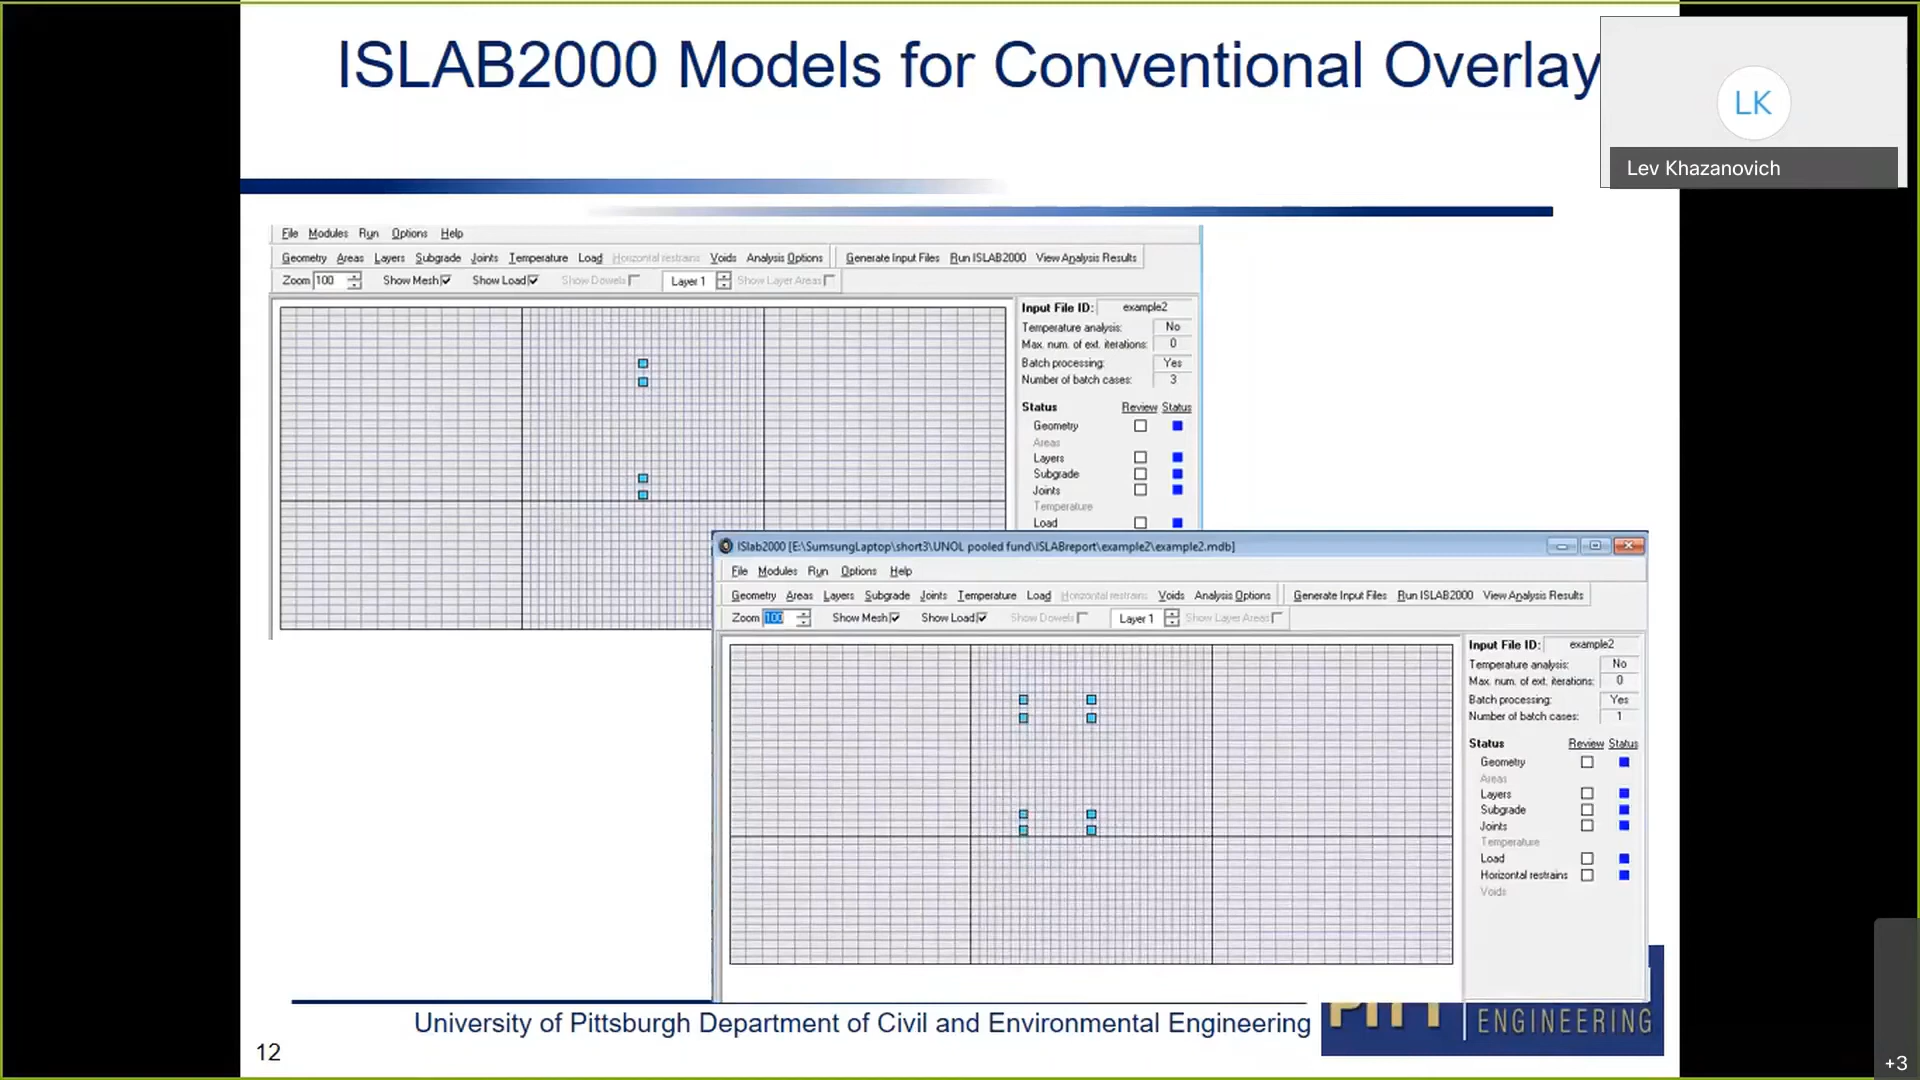 ISLAB2000 Models for Conventional Overlay
LK
Lev Khazanovich
File Modules Run Options Help
Geometry Areas Layers Subgrade Joints Temperature Load Horizontal restrains Voids Analysis Options Generate Input Files Run ISLAB2000 View Analysis Results
Zoom 100 Show Mesh Show Load Show Dowels Layer 1 Show Layer Areas
Input File ID: example2
Temperature analysis: No
Max. num. of ext. iterations: 0
Batch processing: Yes
Number of batch cases: 3
Status Review Status
Geometry
Areas
Layers
Subgrade
Joints
Temperature
Load
ISlab2000 [E:\SumsungLaptop\short3\UNOL pooled fund\ISLABreport\example2\example2.mdb]
File Modules Run Options Help
Geometry Areas Layers Subgrade Joints Temperature Load Horizontal restrains Voids Analysis Options Generate Input Files Run ISLAB2000 View Analysis Results
Zoom 100 Show Mesh Show Load Show Dowels Layer 1 Show Layer Areas
Input File ID: example2
Temperature analysis: No
Max. num. of ext. iterations: 0
Batch processing: Yes
Number of batch cases: 1
Status Review Status
Geometry
Areas
Layers
Subgrade
Joints
Temperature
Load
Horizontal restrains
Voids
University of Pittsburgh Department of Civil and Environmental Engineering
PITT ENGINEERING
12
+3